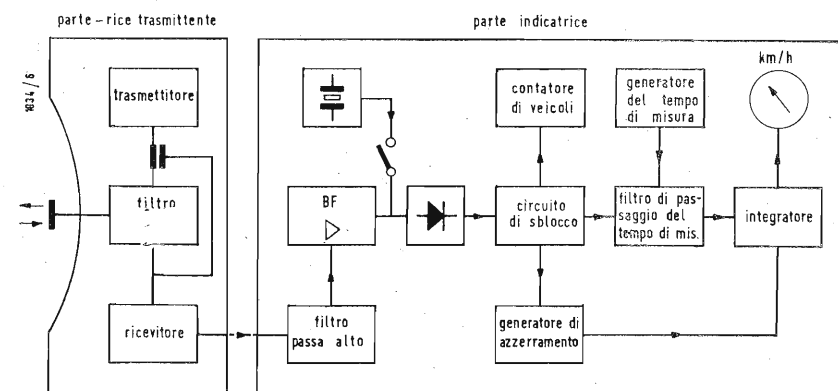 parte - rice trasmittente
parte indicatrice
1034/6
trasmettitore
filtro
ricevitore
km/h
contatore
di veicoli
generatore
del tempo
di misura
BF
circuito
di sblocco
filtro di pas-
saggio del
tempo di mis.
integratore
filtro
passa alto
generatore di
azzerramento